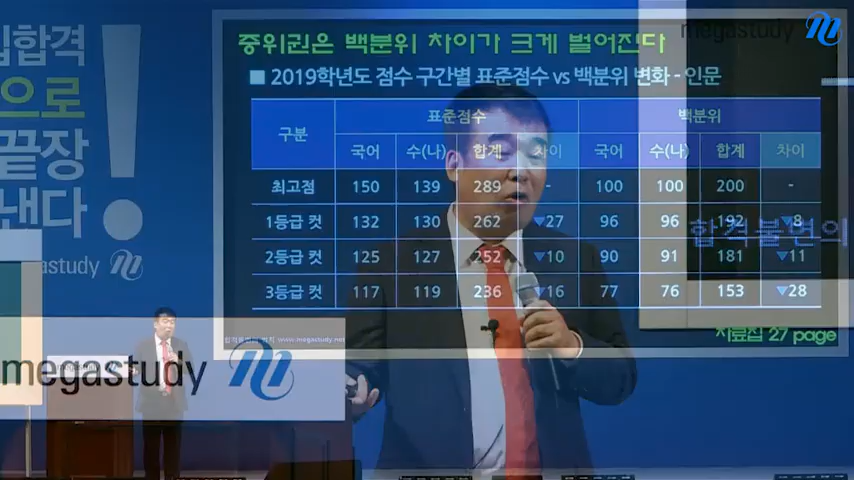 megastudy
중위권은 백분위 차이가 크게 벌어진다
■ 2019학년도 점수 구간별 표준점수 vs 백분위 변화 - 인문
구분 표준점수 백분위
국어 수(나) 합계 차이 국어 수(나) 합계 차이
최고점 150 139 289 - 100 100 200 -
1등급 컷 132 130 262 ▼27 96 96 192 ▼8
2등급 컷 125 127 252 ▼10 90 91 181 ▼11
3등급 컷 117 119 236 ▼16 77 76 153 ▼28
자료집 27 page
www.megastudy.net
합격
으로
끝장
낸다!
megastudy
합격불변의